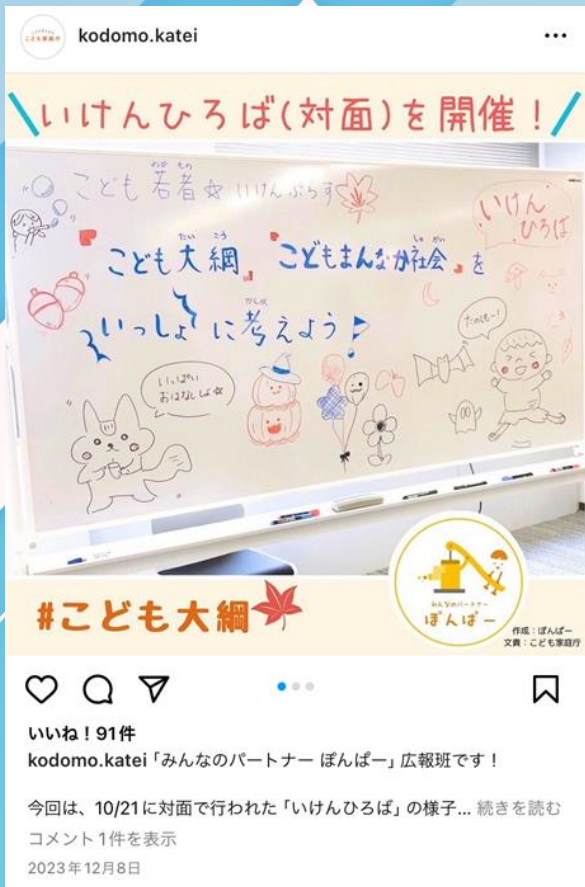 kodomo.katei
いけんひろば(対面)を開催!
こども若者☆いけんぷらす
いけん
ひろば
『こども大綱』『こどもまんなか社会』を
いっしょに考えよう!
たのしも〜!
いっぱい
おはなししよ☆
#こども大綱
みんなのパートナー
ぽんぱー
作成:ぽんぱー
文責:こども家庭庁
いいね!91件
kodomo.katei「みんなのパートナー ぽんぱー」広報班です!
今回は、10/21に対面で行われた「いけんひろば」の様子... 続きを読む
コメント1件を表示
2023年12月8日